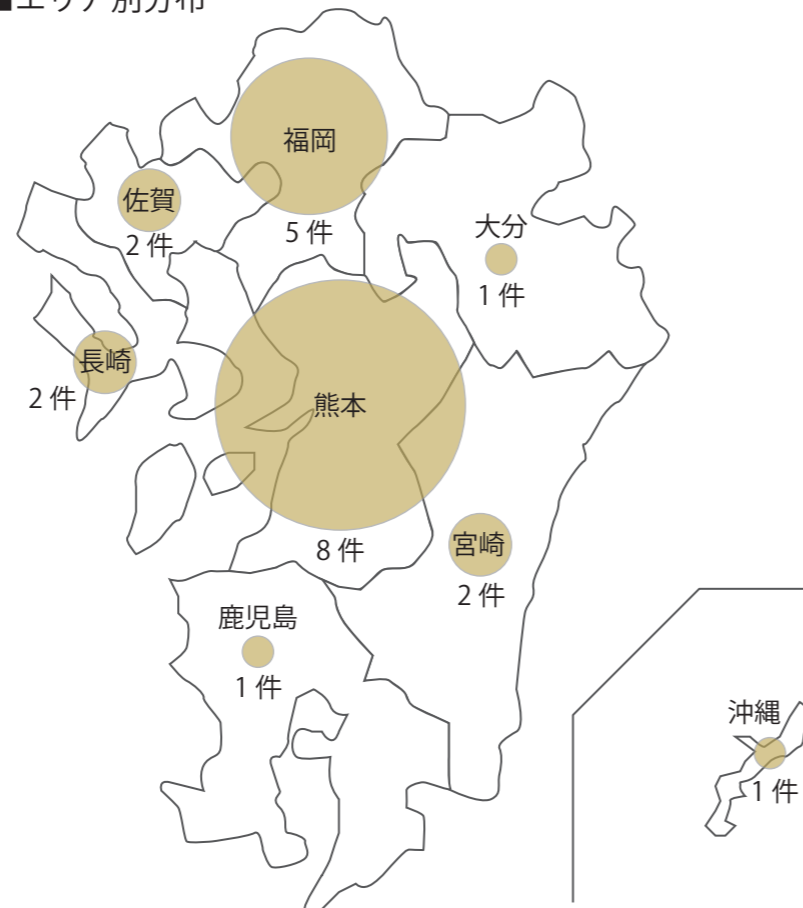 ■エリア別分布
福岡
5 件
佐賀
2 件
大分
1 件
長崎
2 件
熊本
8 件
宮崎
2 件
鹿児島
1 件
沖縄
1 件